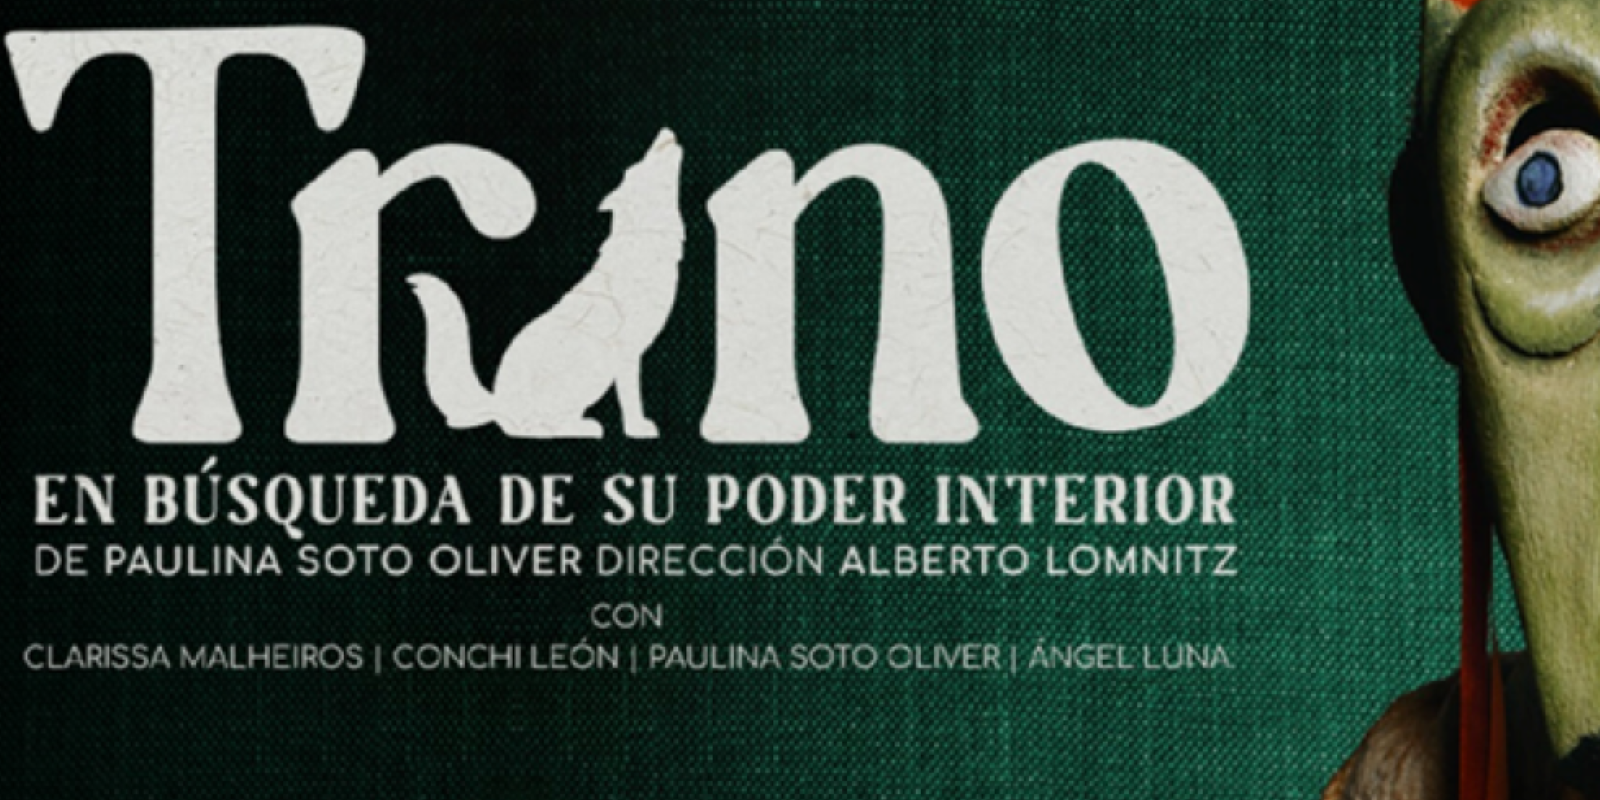 Trno
EN BÚSQUEDA DE SU PODER INTERIOR
DE PAULINA SOTO OLIVER DIRECCIÓN ALBERTO LOMNITZ
CON
CLARISSA MALHEIROS | CONCHI LEÓN | PAULINA SOTO OLIVER | ÁNGEL LUNA